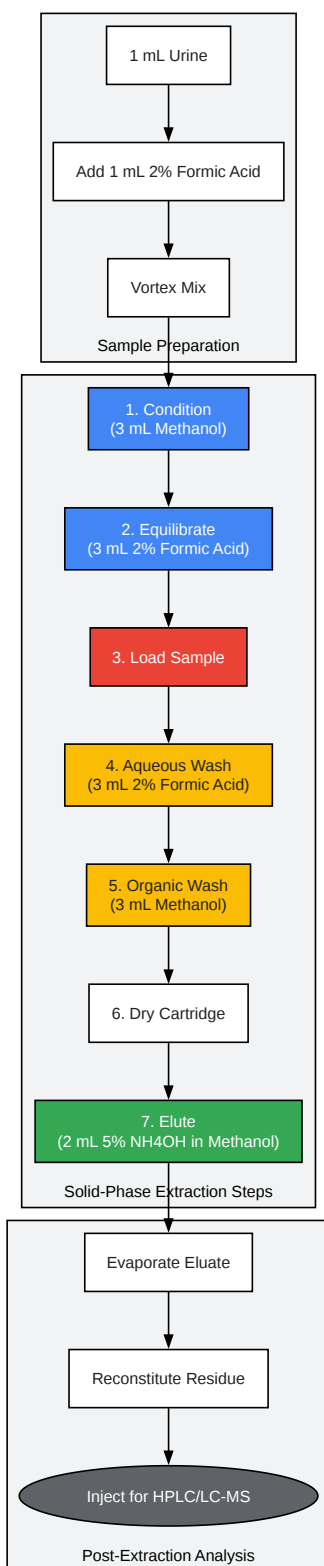 1 mL Urine
Add 1 mL 2% Formic Acid
Vortex Mix
Sample Preparation
1. Condition
(3 mL Methanol)
2. Equilibrate
(3 mL 2% Formic Acid)
3. Load Sample
4. Aqueous Wash
(3 mL 2% Formic Acid)
5. Organic Wash
(3 mL Methanol)
6. Dry Cartridge
7. Elute
(2 mL 5% NH4OH in Methanol)
Solid-Phase Extraction Steps
Evaporate Eluate
Reconstitute Residue
Inject for HPLC/LC-MS
Post-Extraction Analysis